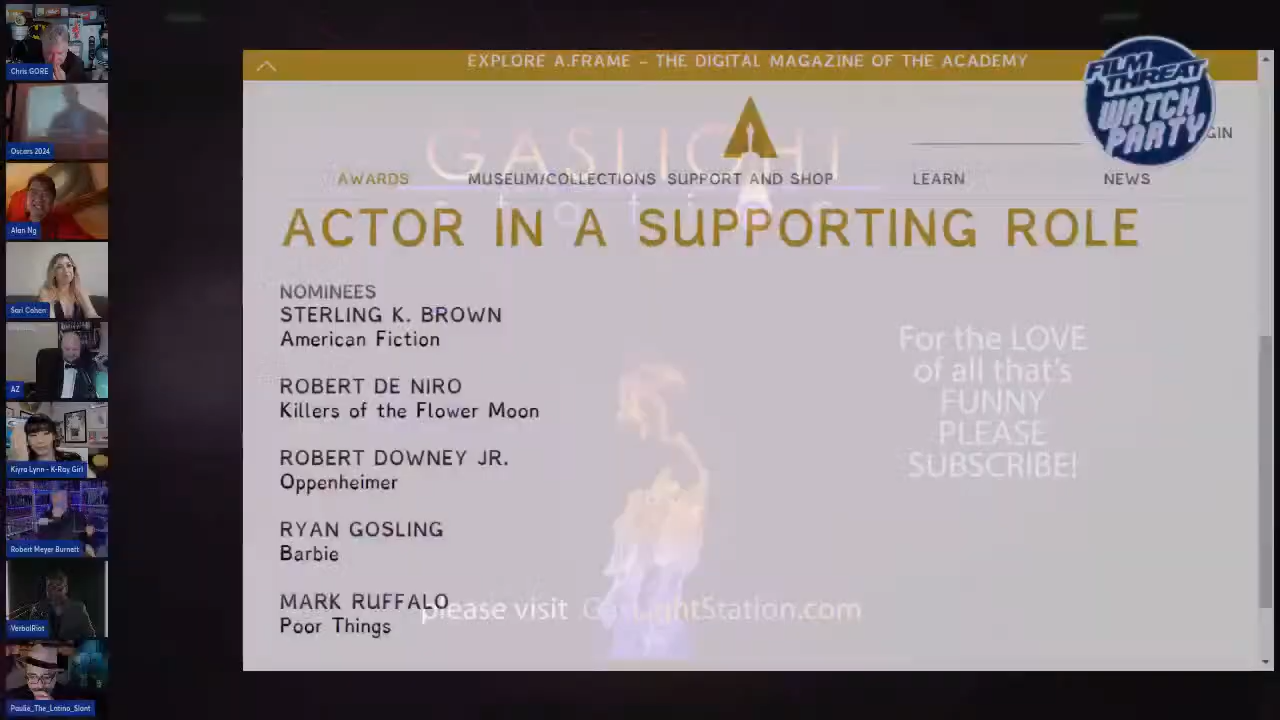 Chris GORE
Oscars 2024
Alan Ng
Sari Cohen
AZ
Kiyra Lynn - K-Ray Girl
Robert Meyer Burnett
VerbalRiot
Paulie_The_Latino_Slant
EXPLORE A.FRAME – THE DIGITAL MAGAZINE OF THE ACADEMY
FILM
THREAT
WATCH
PARTY
GIN
GASLIGHT
station
AWARDS MUSEUM/COLLECTIONS SUPPORT AND SHOP LEARN NEWS
ACTOR IN A SUPPORTING ROLE
NOMINEES
STERLING K. BROWN
American Fiction
ROBERT DE NIRO
Killers of the Flower Moon
ROBERT DOWNEY JR.
Oppenheimer
RYAN GOSLING
Barbie
MARK RUFFALO
Poor Things
For the LOVE
of all that's
FUNNY
PLEASE
SUBSCRIBE!
please visit GasLightStation.com